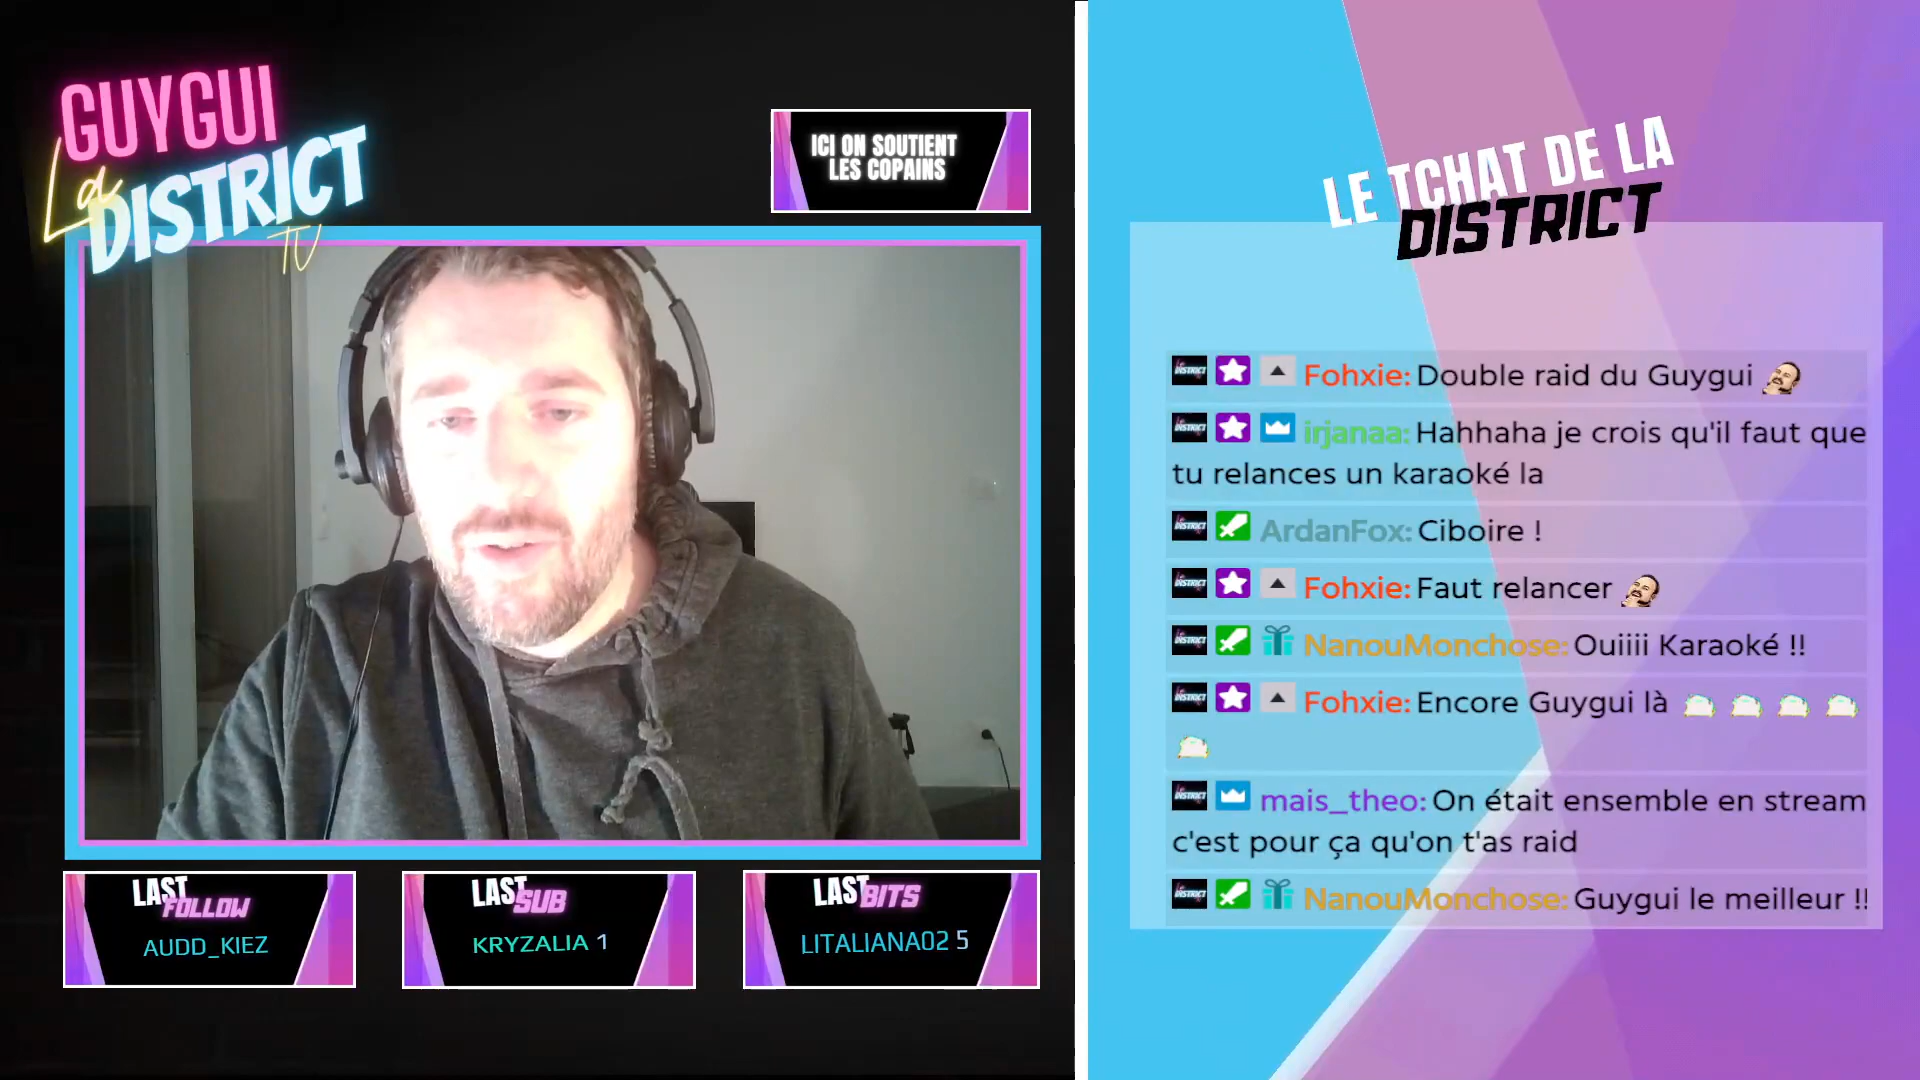 GUYGUI
La
DISTRICT
TV
ICI ON SOUTIENT
LES COPAINS
LAST
FOLLOW
AUDD_KIEZ
LAST
SUB
KRYZALIA 1
LAST
BITS
LITALIANA02 5
LE TCHAT DE LA
DISTRICT
Fohxie: Double raid du Guygui
irjanaa: Hahhaha je crois qu'il faut que
tu relances un karaoké la
ArdanFox: Ciboire !
Fohxie: Faut relancer
NanouMonchose: Ouiiii Karaoké !!
Fohxie: Encore Guygui là
mais_theo: On était ensemble en stream
c'est pour ça qu'on t'as raid
NanouMonchose: Guygui le meilleur !!